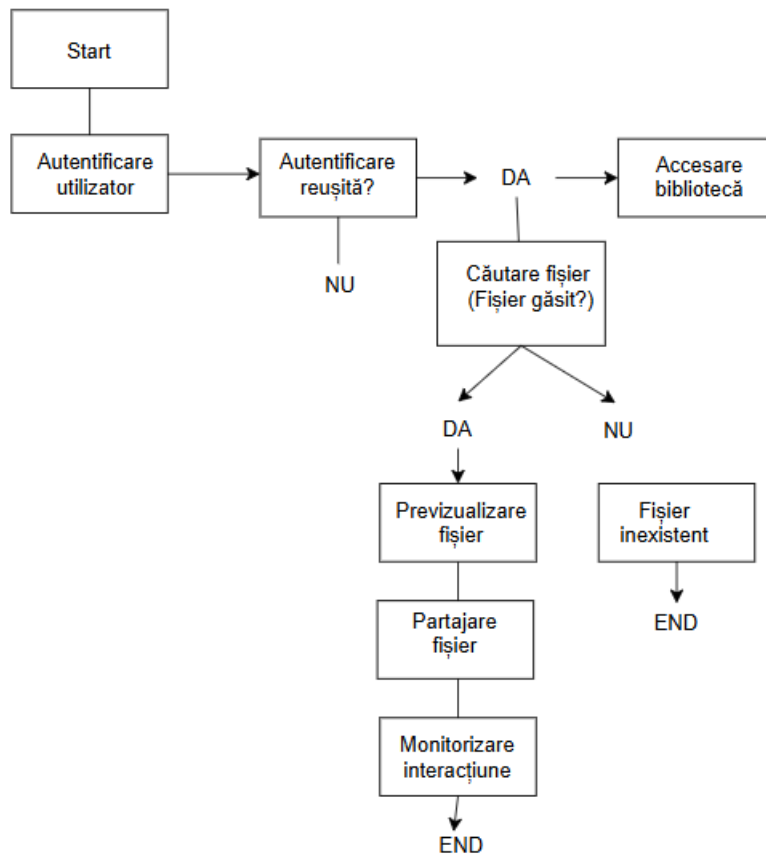 Start
Autentificare
utilizator
Autentificare
reușită?
DA
Accesare
bibliotecă
NU
Căutare fișier
(Fișier găsit?)
DA
NU
Previzualizare
fișier
Fișier
inexistent
Partajare
fișier
END
Monitorizare
interacțiune
END